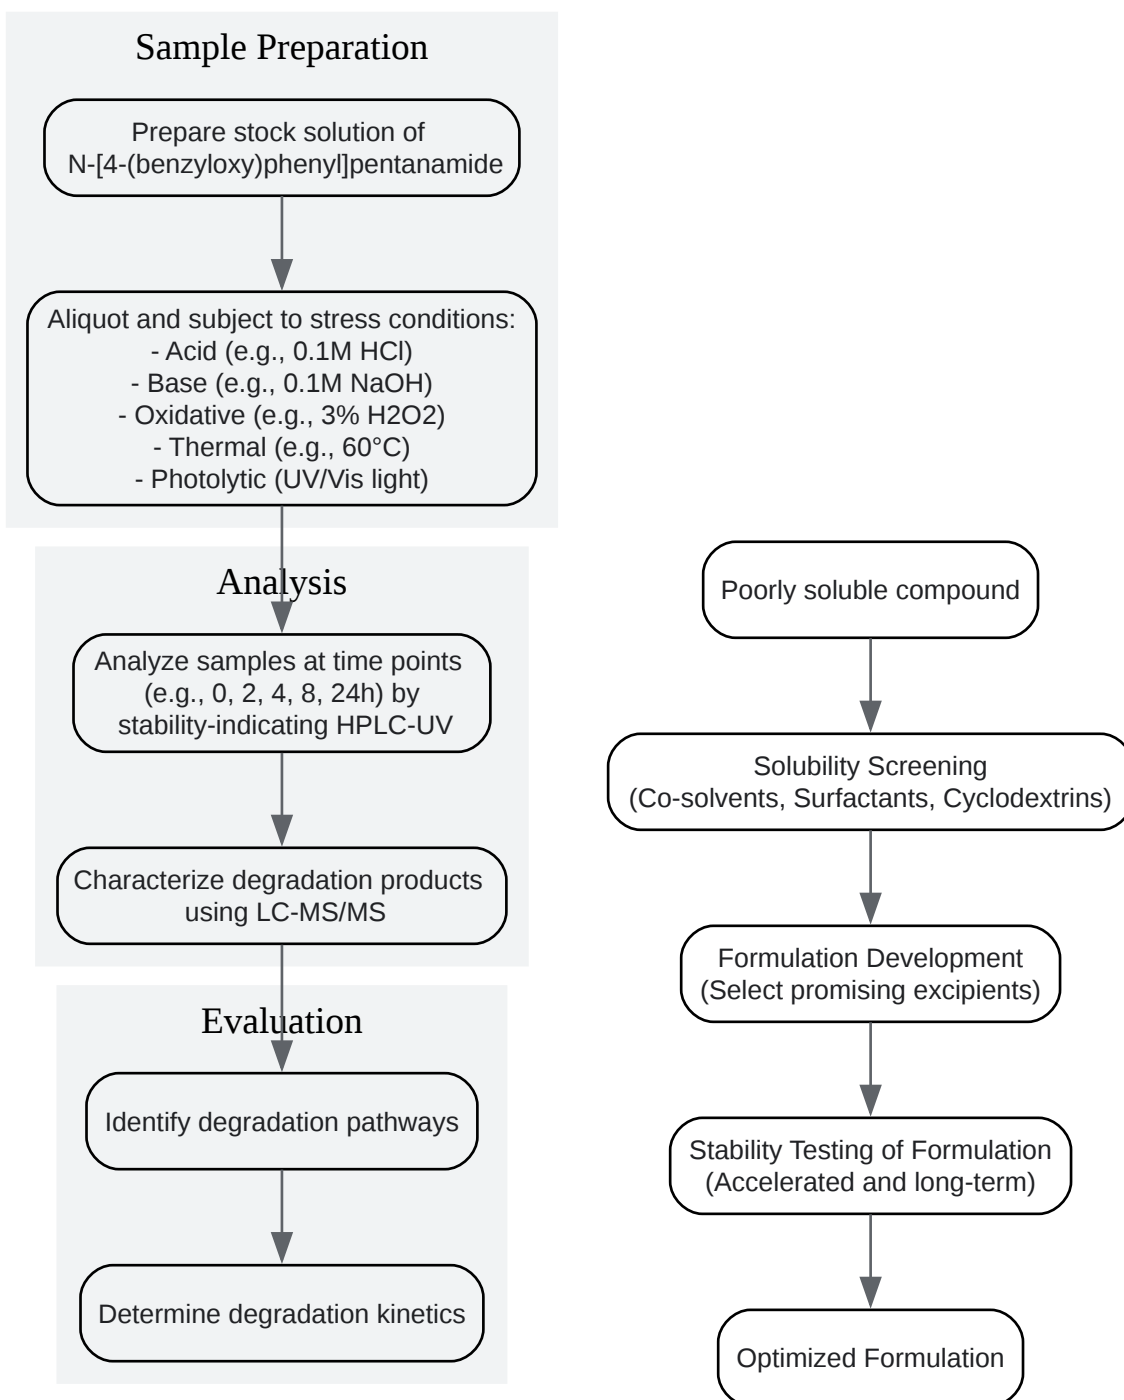 Sample Preparation
Prepare stock solution of
N-[4-(benzyloxy)phenyl]pentanamide
Aliquot and subject to stress conditions:
- Acid (e.g., 0.1M HCl)
- Base (e.g., 0.1M NaOH)
- Oxidative (e.g., 3% H2O2)
- Thermal (e.g., 60°C)
- Photolytic (UV/Vis light)
Analysis
Analyze samples at time points
(e.g., 0, 2, 4, 8, 24h) by
stability-indicating HPLC-UV
Characterize degradation products
using LC-MS/MS
Evaluation
Identify degradation pathways
Determine degradation kinetics
Poorly soluble compound
Solubility Screening
(Co-solvents, Surfactants, Cyclodextrins)
Formulation Development
(Select promising excipients)
Stability Testing of Formulation
(Accelerated and long-term)
Optimized Formulation